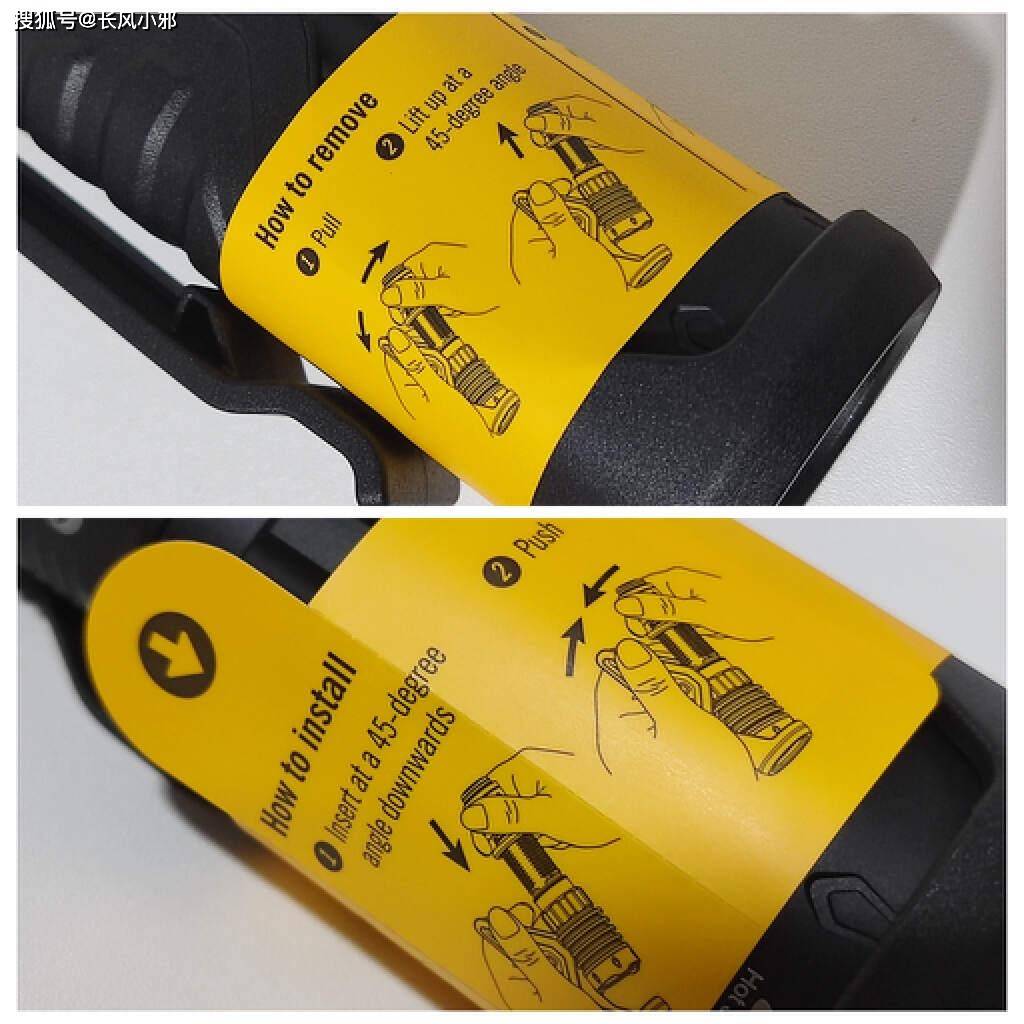 搜狐号@长风小邪
How to remove
1 Pull
2 Lift up at a
45-degree angle
How to install
1 Insert at a 45-degree
angle downwards
2 Push
Hot